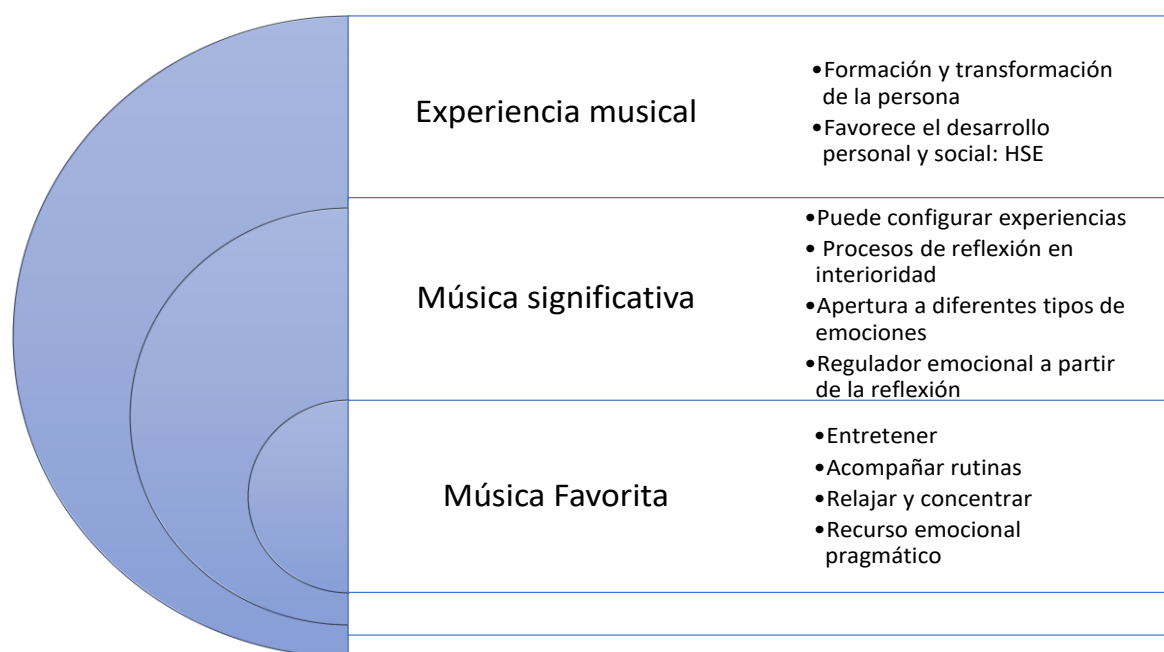 Experiencia musical
•Formación y transformación
de la persona
•Favorece el desarrollo
personal y social: HSE
Música significativa
•Puede configurar experiencias
• Procesos de reflexión en
interioridad
•Apertura a diferentes tipos de
emociones
•Regulador emocional a partir
de la reflexión
Música Favorita
•Entretener
•Acompañar rutinas
•Relajar y concentrar
•Recurso emocional
pragmático